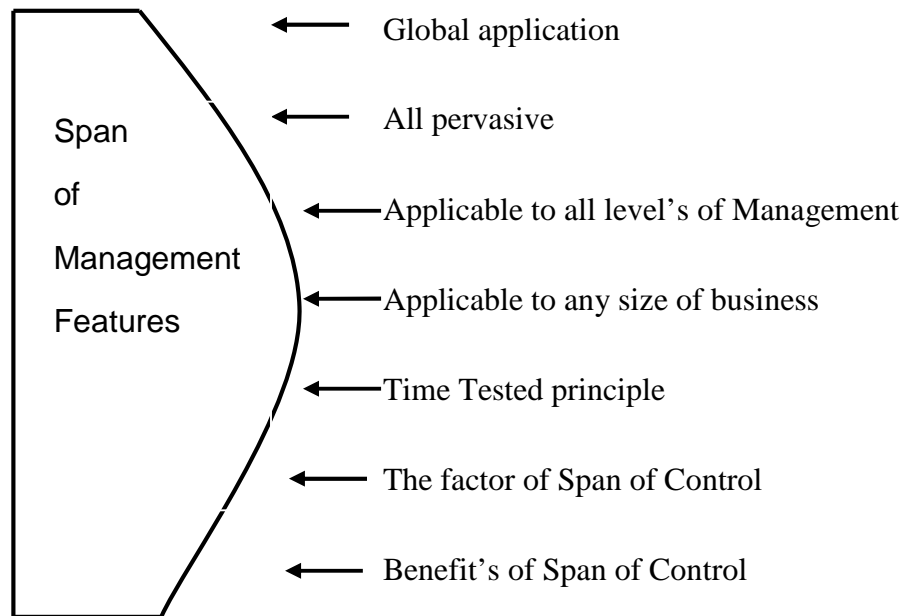 Span
of
Management
Features
Global application
All pervasive
Applicable to all level’s of Management
Applicable to any size of business
Time Tested principle
The factor of Span of Control
Benefit’s of Span of Control